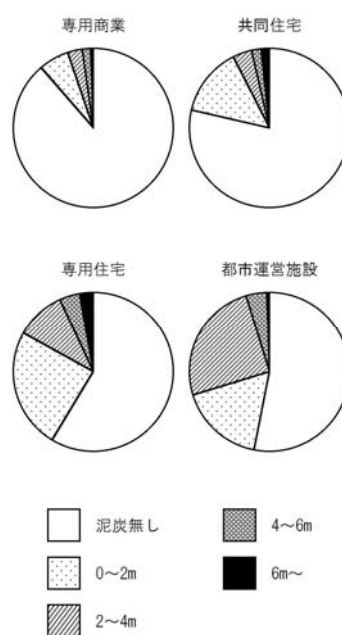 専用商業
共同住宅
専用住宅
都市運営施設
泥炭無し
0〜2m
2〜4m
4〜6m
6m〜